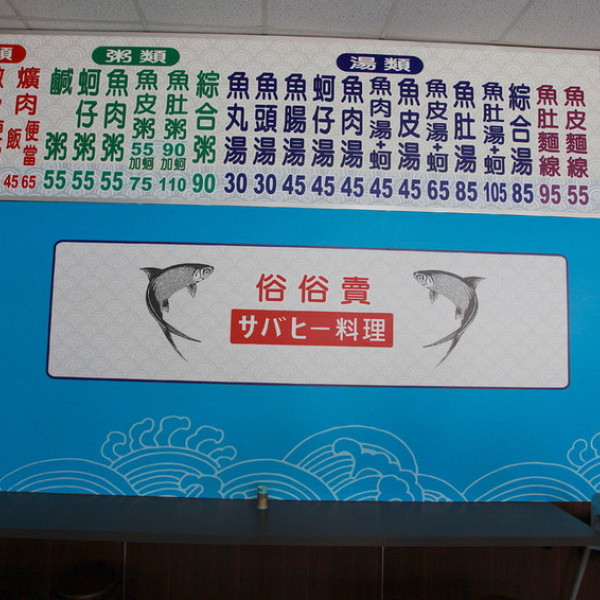 類
飯 45
爌肉便當 65
粥類
鹹粥 55
蚵仔粥 55
魚肉粥 55
魚皮粥 55 加蚵 75
魚肚粥 90 加蚵 110
綜合粥 90
湯類
魚丸湯 30
魚頭湯 30
魚腸湯 45
蚵仔湯 45
魚肉湯 45
魚肉湯+蚵 45
魚皮湯 45
魚皮湯+蚵 65
魚肚湯 85
魚肚湯+蚵 105
綜合湯 85
魚肚麵線 95
魚皮麵線 55
俗俗賣
サバヒー料理